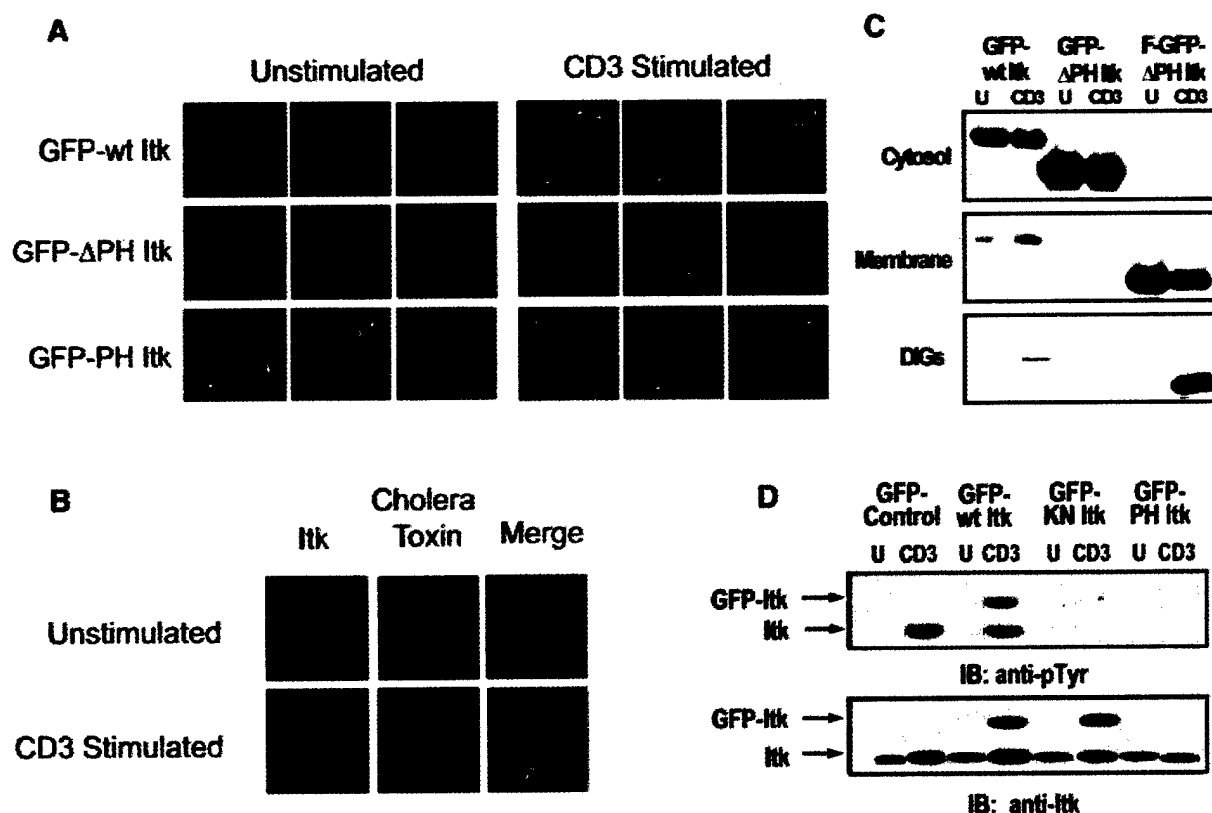 A
Unstimulated CD3 Stimulated
GFP-wt Itk
GFP-ΔPH Itk
GFP-PH Itk
B
Itk Cholera Toxin Merge
Unstimulated
CD3 Stimulated
C
GFP-wt Itk GFP-ΔPH Itk F-GFP-ΔPH Itk
U CD3 U CD3 U CD3
Cytosol
Membrane
DIGs
D
GFP-Control GFP-wt Itk GFP-KN Itk GFP-PH Itk
U CD3 U CD3 U CD3 U CD3
GFP-Itk
Itk
IB: anti-pTyr
GFP-Itk
Itk
IB: anti-Itk